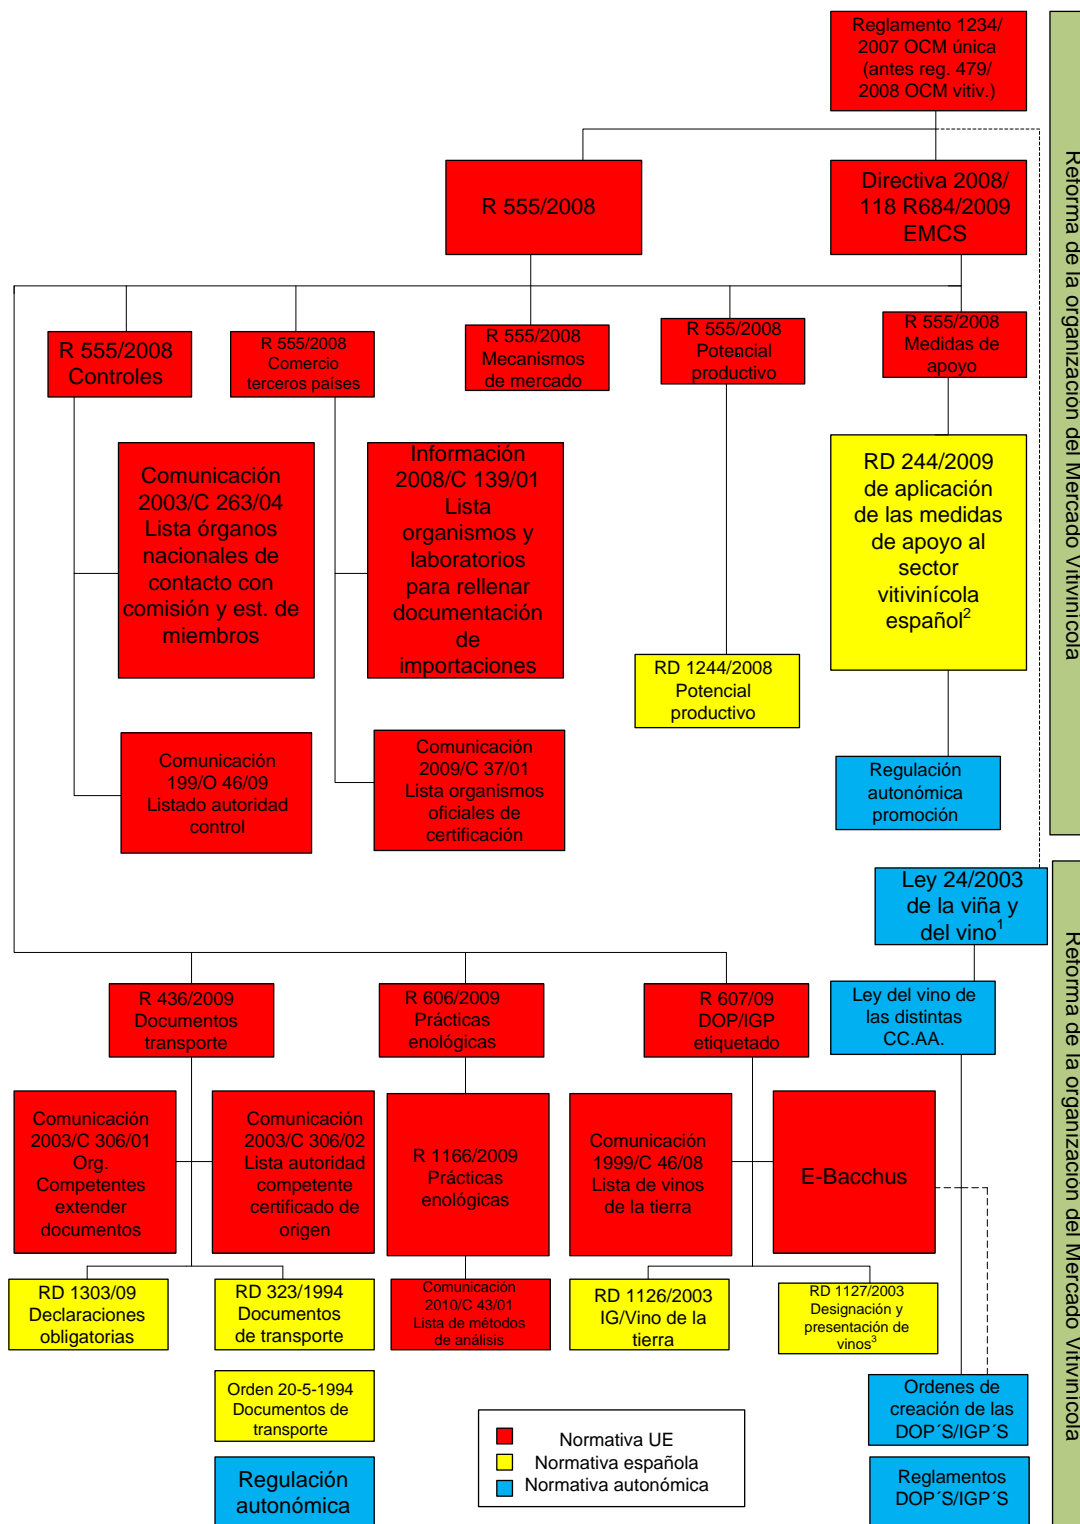 Reglamento 1234/
2007 OCM única
(antes reg. 479/
2008 OCM vitiv.)
R 555/2008
Directiva 2008/
118 R684/2009
EMCS
R 555/2008
Controles
R 555/2008
Comercio
terceros países
R 555/2008
Mecanismos
de mercado
R 555/2008
Potencial
productivo
R 555/2008
Medidas de
apoyo
Comunicación
2003/C 263/04
Lista órganos
nacionales de
contacto con
comisión y est. de
miembros
Información
2008/C 139/01
Lista
organismos y
laboratorios
para rellenar
documentación
de
importaciones
RD 244/2009
de aplicación
de las medidas
de apoyo al
sector
vitivinícola
español²
RD 1244/2008
Potencial
productivo
Comunicación
199/O 46/09
Listado autoridad
control
Comunicación
2009/C 37/01
Lista organismos
oficiales de
certificación
Regulación
autonómica
promoción
Reforma de la organización del Mercado Vitivinícola
Ley 24/2003
de la viña y
del vino¹
R 436/2009
Documentos
transporte
R 606/2009
Prácticas
enológicas
R 607/09
DOP/IGP
etiquetado
Ley del vino de
las distintas
CC.AA.
Comunicación
2003/C 306/01
Org.
Competentes
extender
documentos
Comunicación
2003/C 306/02
Lista autoridad
competente
certificado de
origen
R 1166/2009
Prácticas
enológicas
Comunicación
1999/C 46/08
Lista de vinos
de la tierra
E-Bacchus
RD 1303/09
Declaraciones
obligatorias
RD 323/1994
Documentos
de transporte
Comunicación
2010/C 43/01
Lista de métodos
de análisis
RD 1126/2003
IG/Vino de la
tierra
RD 1127/2003
Designación y
presentación de
vinos³
Orden 20-5-1994
Documentos de
transporte
Ordenes de
creación de las
DOP´S/IGP´S
Regulación
autonómica
Normativa UE
Normativa española
Normativa autonómica
Reglamentos
DOP´S/IGP´S
Reforma de la organización del Mercado Vitivinícola